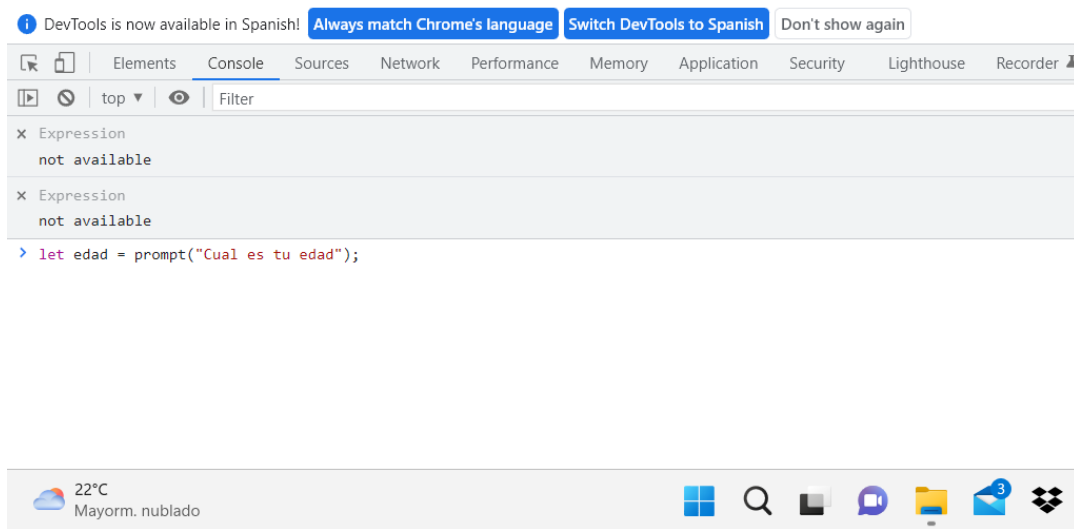 DevTools is now available in Spanish! Always match Chrome's language Switch DevTools to Spanish Don't show again
Elements Console Sources Network Performance Memory Application Security Lighthouse Recorder
top Filter
Expression
not available
Expression
not available
let edad = prompt("Cual es tu edad");
22°C
Mayorm. nublado
3